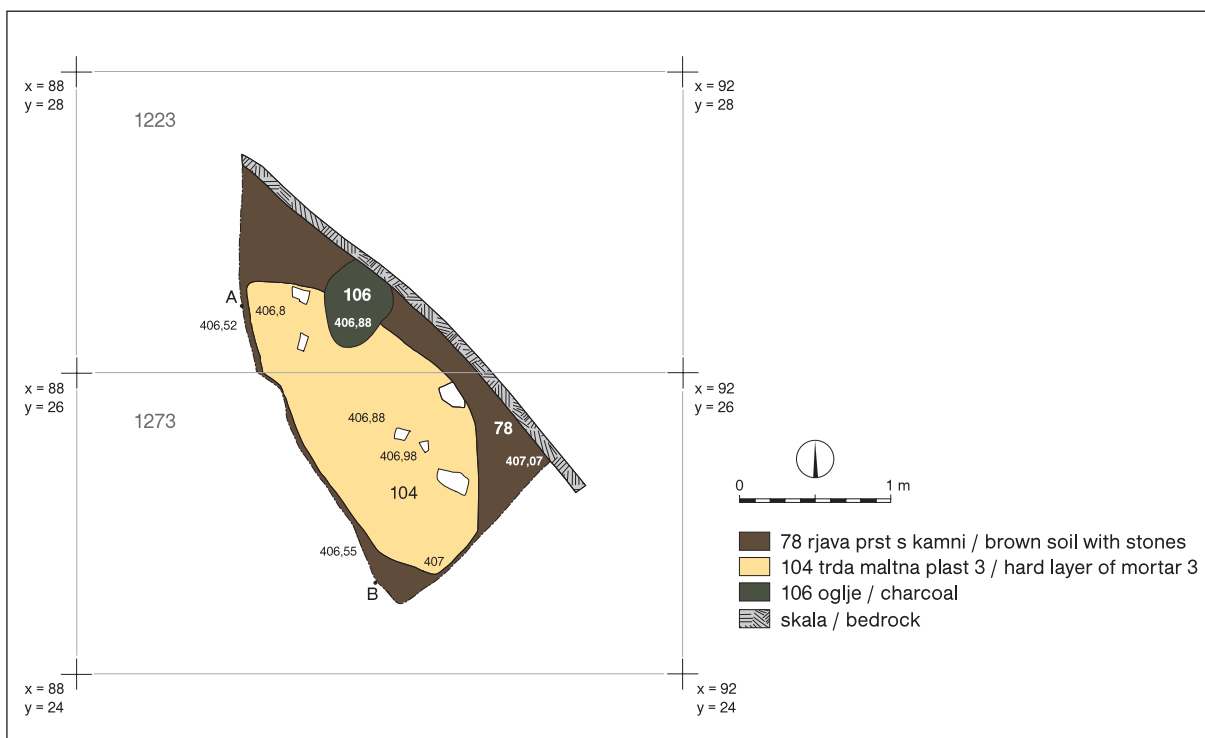 x = 88
y = 28
x = 92
y = 28
1223
A
406,52
406,8
106
406,88
x = 88
y = 26
x = 92
y = 26
1273
406,88
406,98
78
407,07
104
406,55
407
B
0 1 m
78 rjava prst s kamni / brown soil with stones
104 trda maltna plast 3 / hard layer of mortar 3
106 oglje / charcoal
skala / bedrock
x = 88
y = 24
x = 92
y = 24